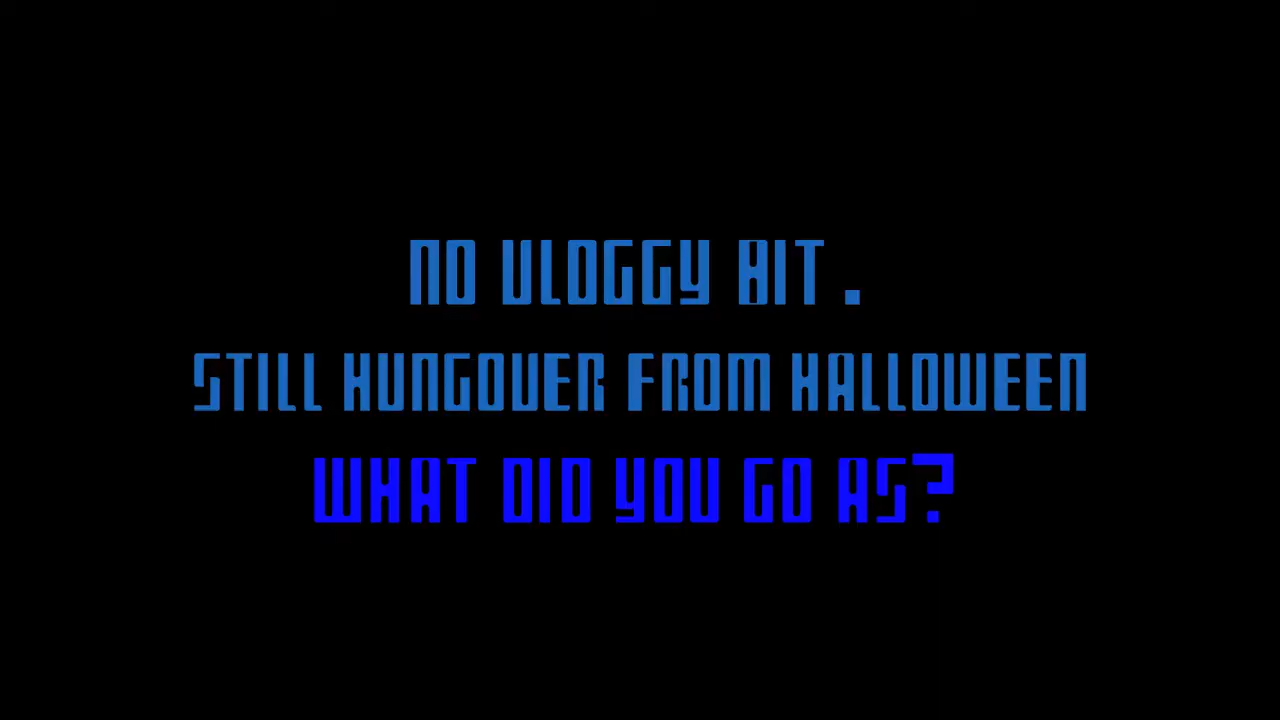 NO VLOGGY BIT .
STILL HUNGOVER FROM HALLOWEEN
WHAT DID YOU GO AS?